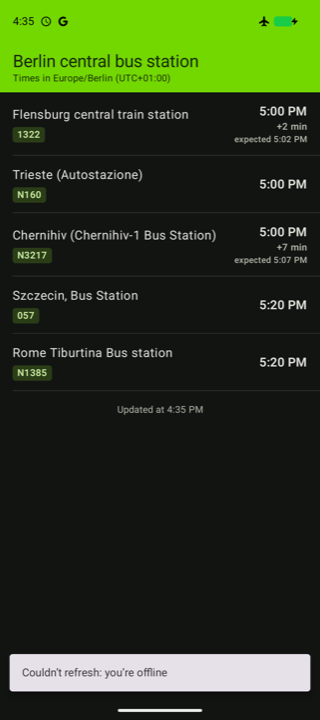 4:35
Berlin central bus station
Times in Europe/Berlin (UTC+01:00)
Flensburg central train station
1322
5:00 PM
+2 min
expected 5:02 PM
Trieste (Autostazione)
N160
5:00 PM
Chernihiv (Chernihiv-1 Bus Station)
N3217
5:00 PM
+7 min
expected 5:07 PM
Szczecin, Bus Station
057
5:20 PM
Rome Tiburtina Bus station
N1385
5:20 PM
Updated at 4:35 PM
Couldn't refresh: you're offline